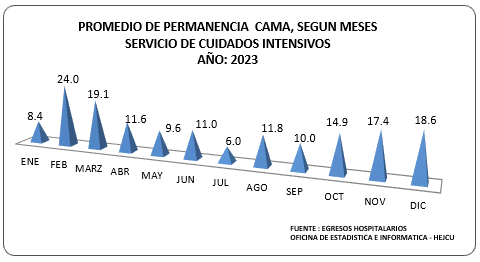 PROMEDIO DE PERMANENCIA CAMA, SEGUN MESES
SERVICIO DE CUIDADOS INTENSIVOS
AÑO: 2023
8.4
24.0
19.1
11.6
9.6
11.0
6.0
11.8
10.0
14.9
17.4
18.6
ENE
FEB
MARZ
ABR
MAY
JUN
JUL
AGO
SEP
OCT
NOV
DIC
FUENTE : EGRESOS HOSPITALARIOS
OFICINA DE ESTADISTICA E INFORMATICA - HEJCU